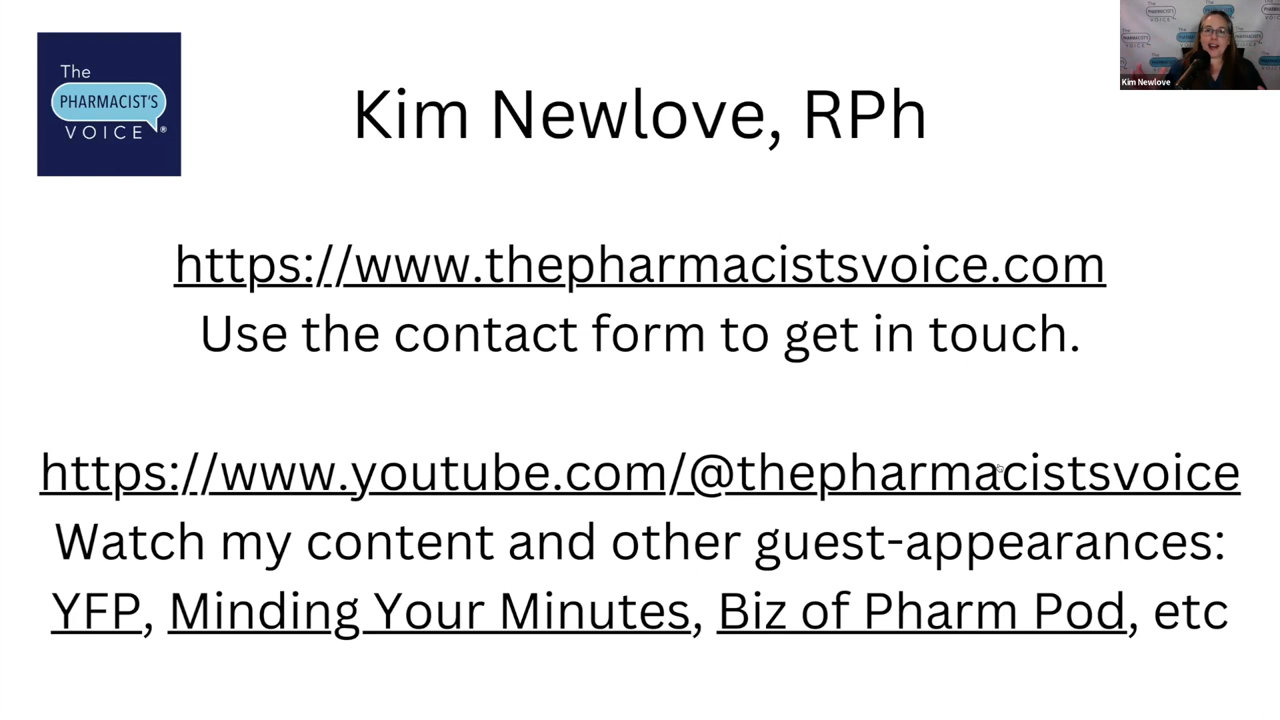 The
PHARMACIST'S
VOICE®
Kim Newlove, RPh
Kim Newlove
https://www.thepharmacistsvoice.com
Use the contact form to get in touch.
https://www.youtube.com/@thepharmacistsvoice
Watch my content and other guest-appearances:
YFP, Minding Your Minutes, Biz of Pharm Pod, etc